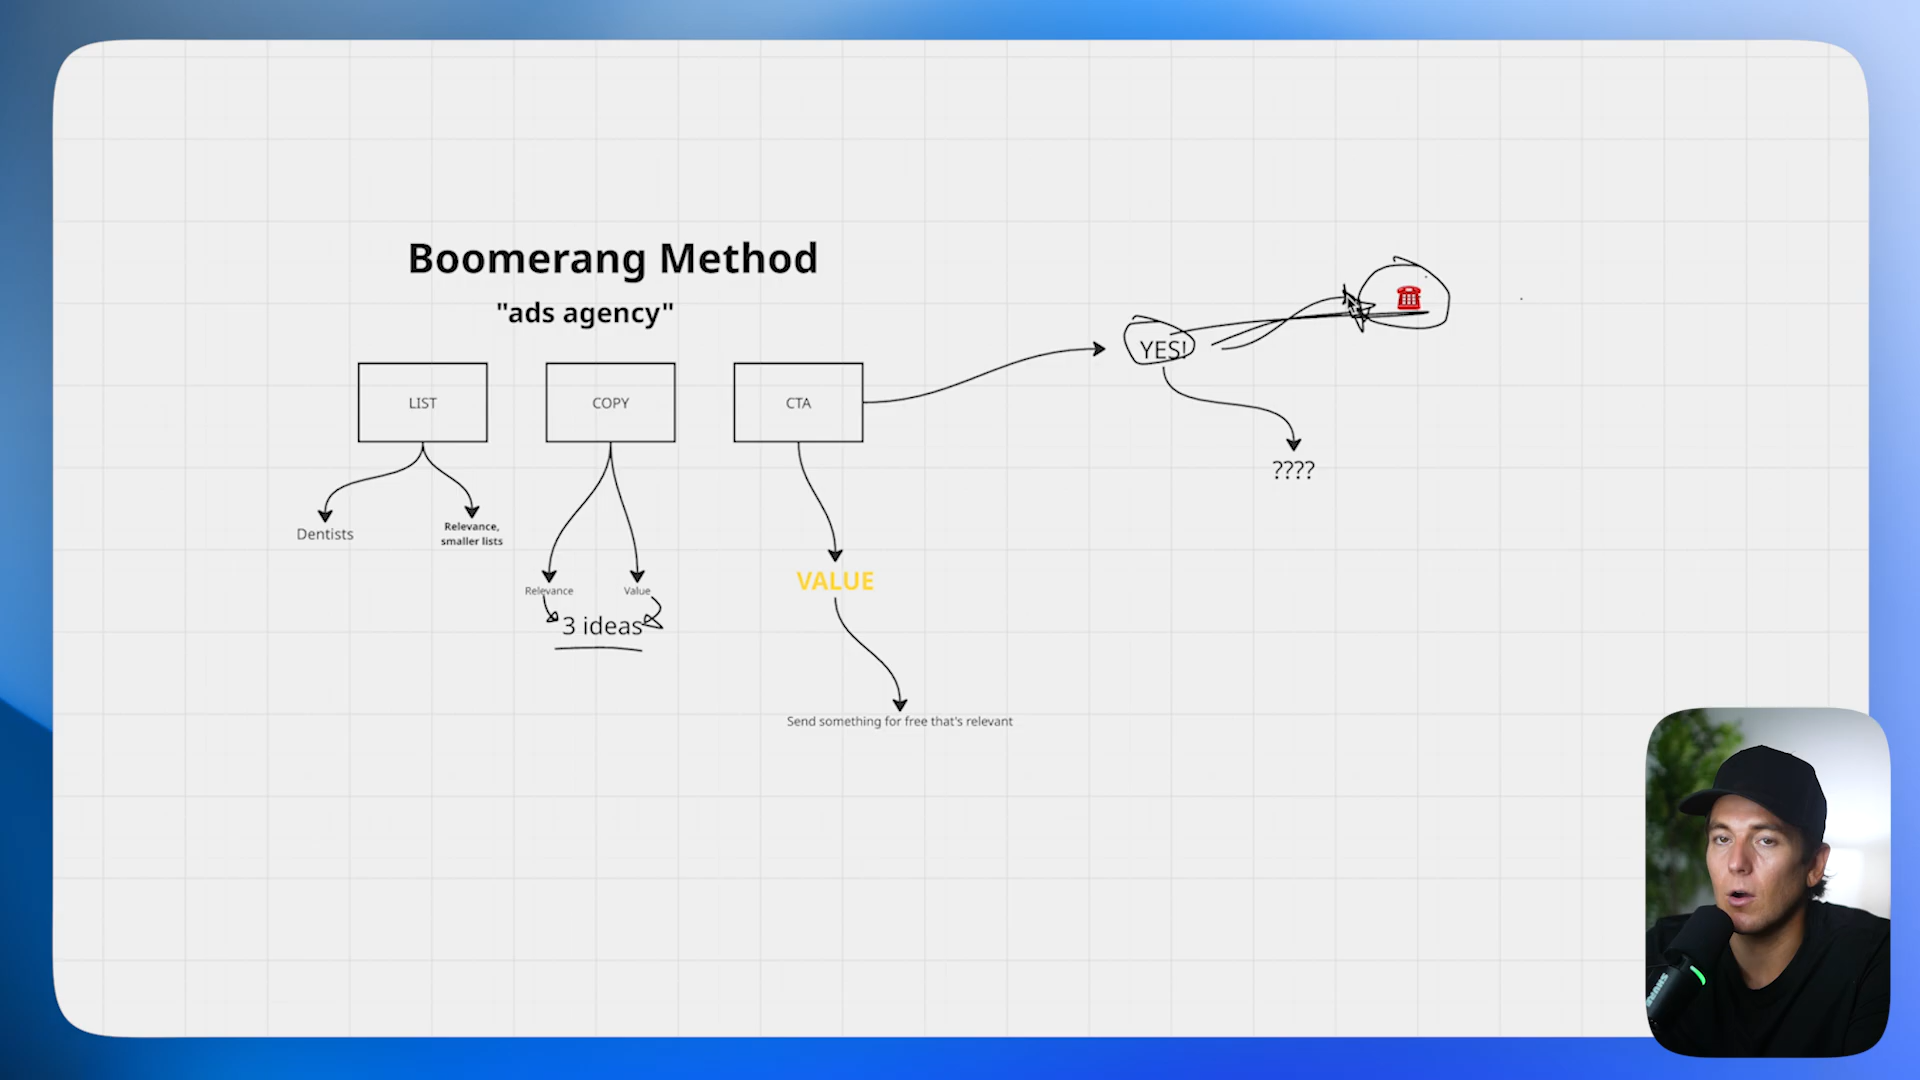 Boomerang Method
"ads agency"
LIST
COPY
CTA
YES!
????
Dentists
Relevance,
smaller lists
Relevance
Value
3 ideas
VALUE
Send something for free that's relevant